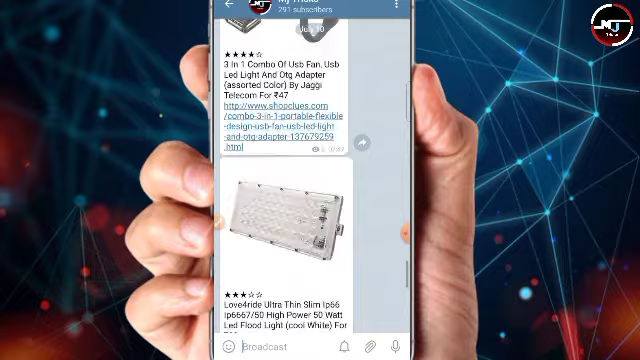 291 subscribers
July 10
★★★★☆
3 In 1 Combo Of Usb Fan, Usb
Led Light And Otg Adapter
(assorted Color) By Jaggi
Telecom For ₹47
http://www.shopclues.com
/combo-3-in-1-portable-flexible
-design-usb-fan-usb-led-light
-and-otg-adapter-137679259
.html
★★★☆☆
Love4ride Ultra Thin Slim Ip66
Ip6667/50 High Power 50 Watt
Led Flood Light (cool White) For
Broadcast
MJ
Tricks